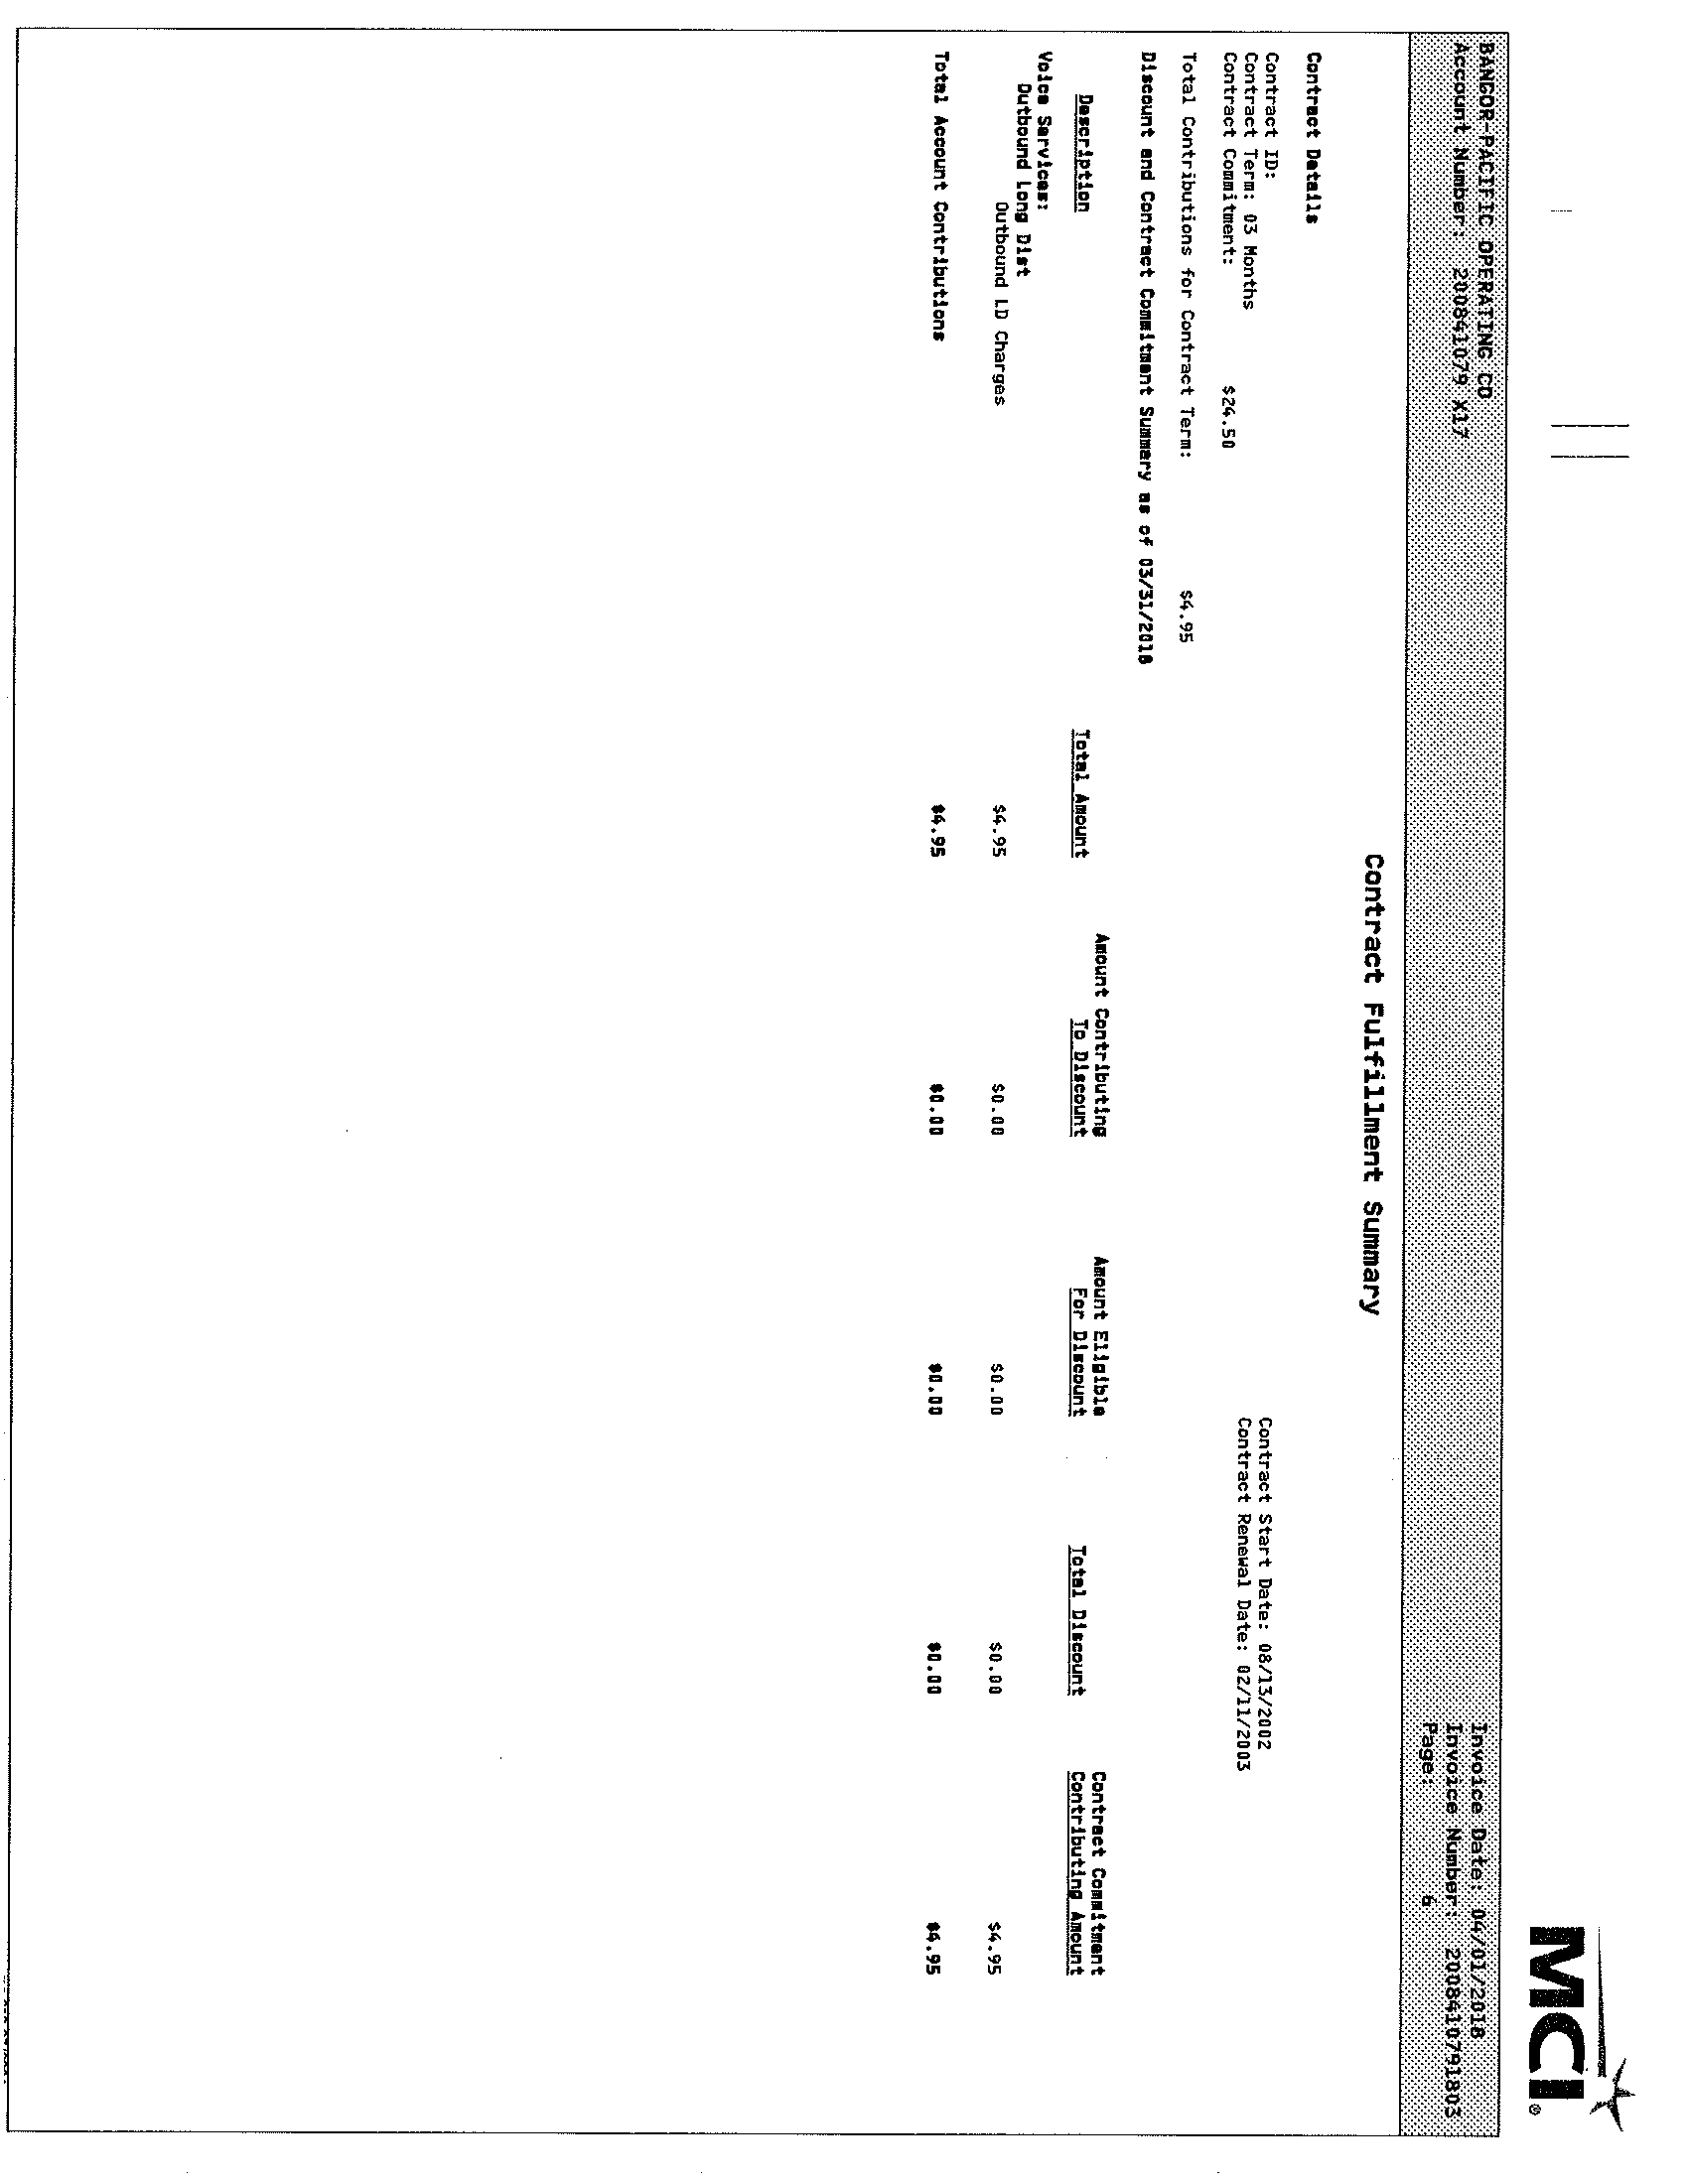 MCI®
BANGOR-PACIFIC OPERATING CO Invoice Date: 04/01/2018
Account Number: 200841079 X17 Invoice Number: 2008410791803
Page: 6
Contract Fulfillment Summary
Contract Details
Contract ID: Contract Start Date: 08/13/2002
Contract Term: 03 Months Contract Renewal Date: 02/11/2003
Contract Commitment: $24.50
Total Contributions for Contract Term: $4.95
Discount and Contract Commitment Summary as of 03/31/2018
Amount Contributing Amount Eligible Contract Commitment
Description Total Amount To Discount For Discount Total Discount Contributing Amount
Voice Services:
Outbound Long Dist
Outbound LD Charges $4.95 $0.00 $0.00 $0.00 $4.95
Total Account Contributions $4.95 $0.00 $0.00 $0.00 $4.95